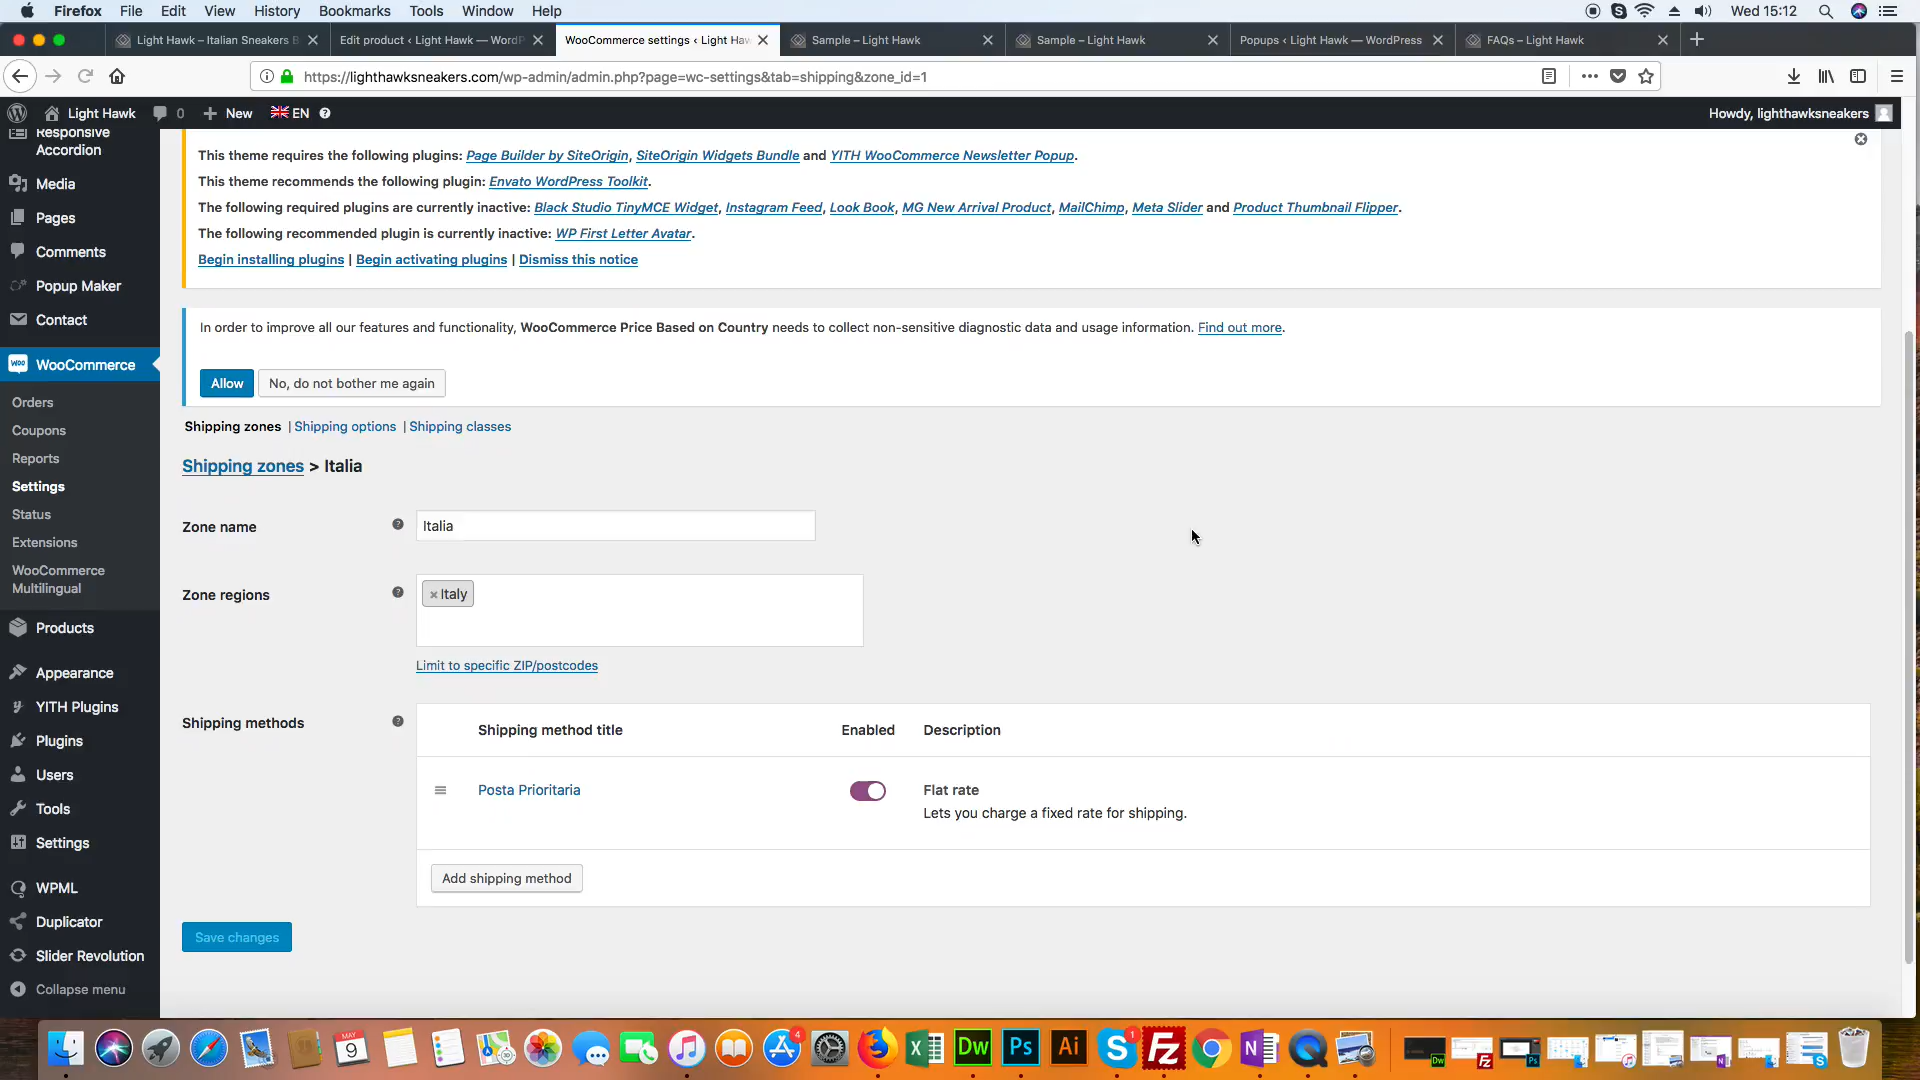 Firefox File Edit View History Bookmarks Tools Window Help Wed 15:12
Light Hawk – Italian Sneakers B Edit product ‹ Light Hawk — WordP WooCommerce settings ‹ Light Haw Sample – Light Hawk Sample – Light Hawk Popups ‹ Light Hawk — WordPress FAQs – Light Hawk
https://lighthawksneakers.com/wp-admin/admin.php?page=wc-settings&tab=shipping&zone_id=1
Light Hawk 0 New EN Howdy, lighthawksneakers
Responsive
Accordion
Media
Pages
Comments
Popup Maker
Contact
WooCommerce
Orders
Coupons
Reports
Settings
Status
Extensions
WooCommerce
Multilingual
Products
Appearance
YITH Plugins
Plugins
Users
Tools
Settings
WPML
Duplicator
Slider Revolution
Collapse menu
This theme requires the following plugins: Page Builder by SiteOrigin, SiteOrigin Widgets Bundle and YITH WooCommerce Newsletter Popup.
This theme recommends the following plugin: Envato WordPress Toolkit.
The following required plugins are currently inactive: Black Studio TinyMCE Widget, Instagram Feed, Look Book, MG New Arrival Product, MailChimp, Meta Slider and Product Thumbnail Flipper.
The following recommended plugin is currently inactive: WP First Letter Avatar.
Begin installing plugins | Begin activating plugins | Dismiss this notice
In order to improve all our features and functionality, WooCommerce Price Based on Country needs to collect non-sensitive diagnostic data and usage information. Find out more.
Allow No, do not bother me again
Shipping zones | Shipping options | Shipping classes
Shipping zones > Italia
Zone name Italia
Zone regions × Italy
Limit to specific ZIP/postcodes
Shipping methods Shipping method title Enabled Description
Posta Prioritaria Flat rate
Lets you charge a fixed rate for shipping.
Add shipping method
Save changes
MAY
9 4 Dw Ps Ai 1 Fz N